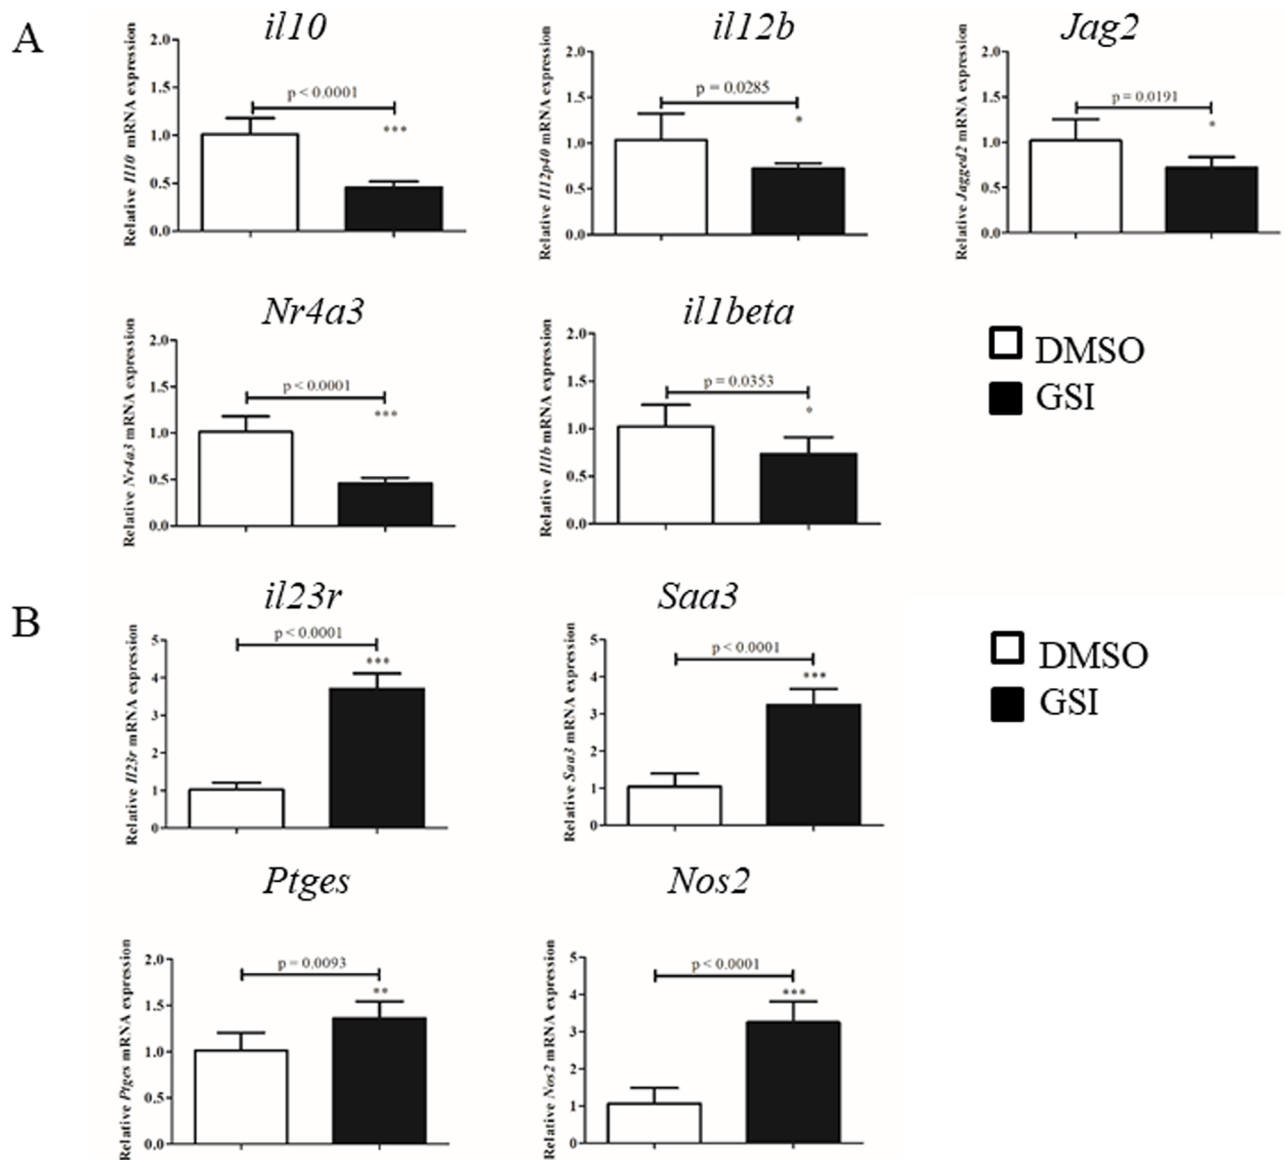 A
il10
Relative Il10 mRNA expression
2.0
1.5
1.0
0.5
0.0
p < 0.0001
***
il12b
Relative Il12p40 mRNA expression
2.0
1.5
1.0
0.5
0.0
p = 0.0285
*
Jag2
Relative Jagged2 mRNA expression
2.0
1.5
1.0
0.5
0.0
p = 0.0191
*
Nr4a3
Relative Nr4a3 mRNA expression
2.0
1.5
1.0
0.5
0.0
p < 0.0001
***
il1beta
Relative Il1b mRNA expression
2.0
1.5
1.0
0.5
0.0
p = 0.0353
*
DMSO
GSI
B
il23r
Relative Il23r mRNA expression
5
4
3
2
1
0
p < 0.0001
***
Saa3
Relative Saa3 mRNA expression
5
4
3
2
1
0
p < 0.0001
***
DMSO
GSI
Ptges
Relative Ptges mRNA expression
2.0
1.5
1.0
0.5
0.0
p = 0.0093
**
Nos2
Relative Nos2 mRNA expression
5
4
3
2
1
0
p < 0.0001
***